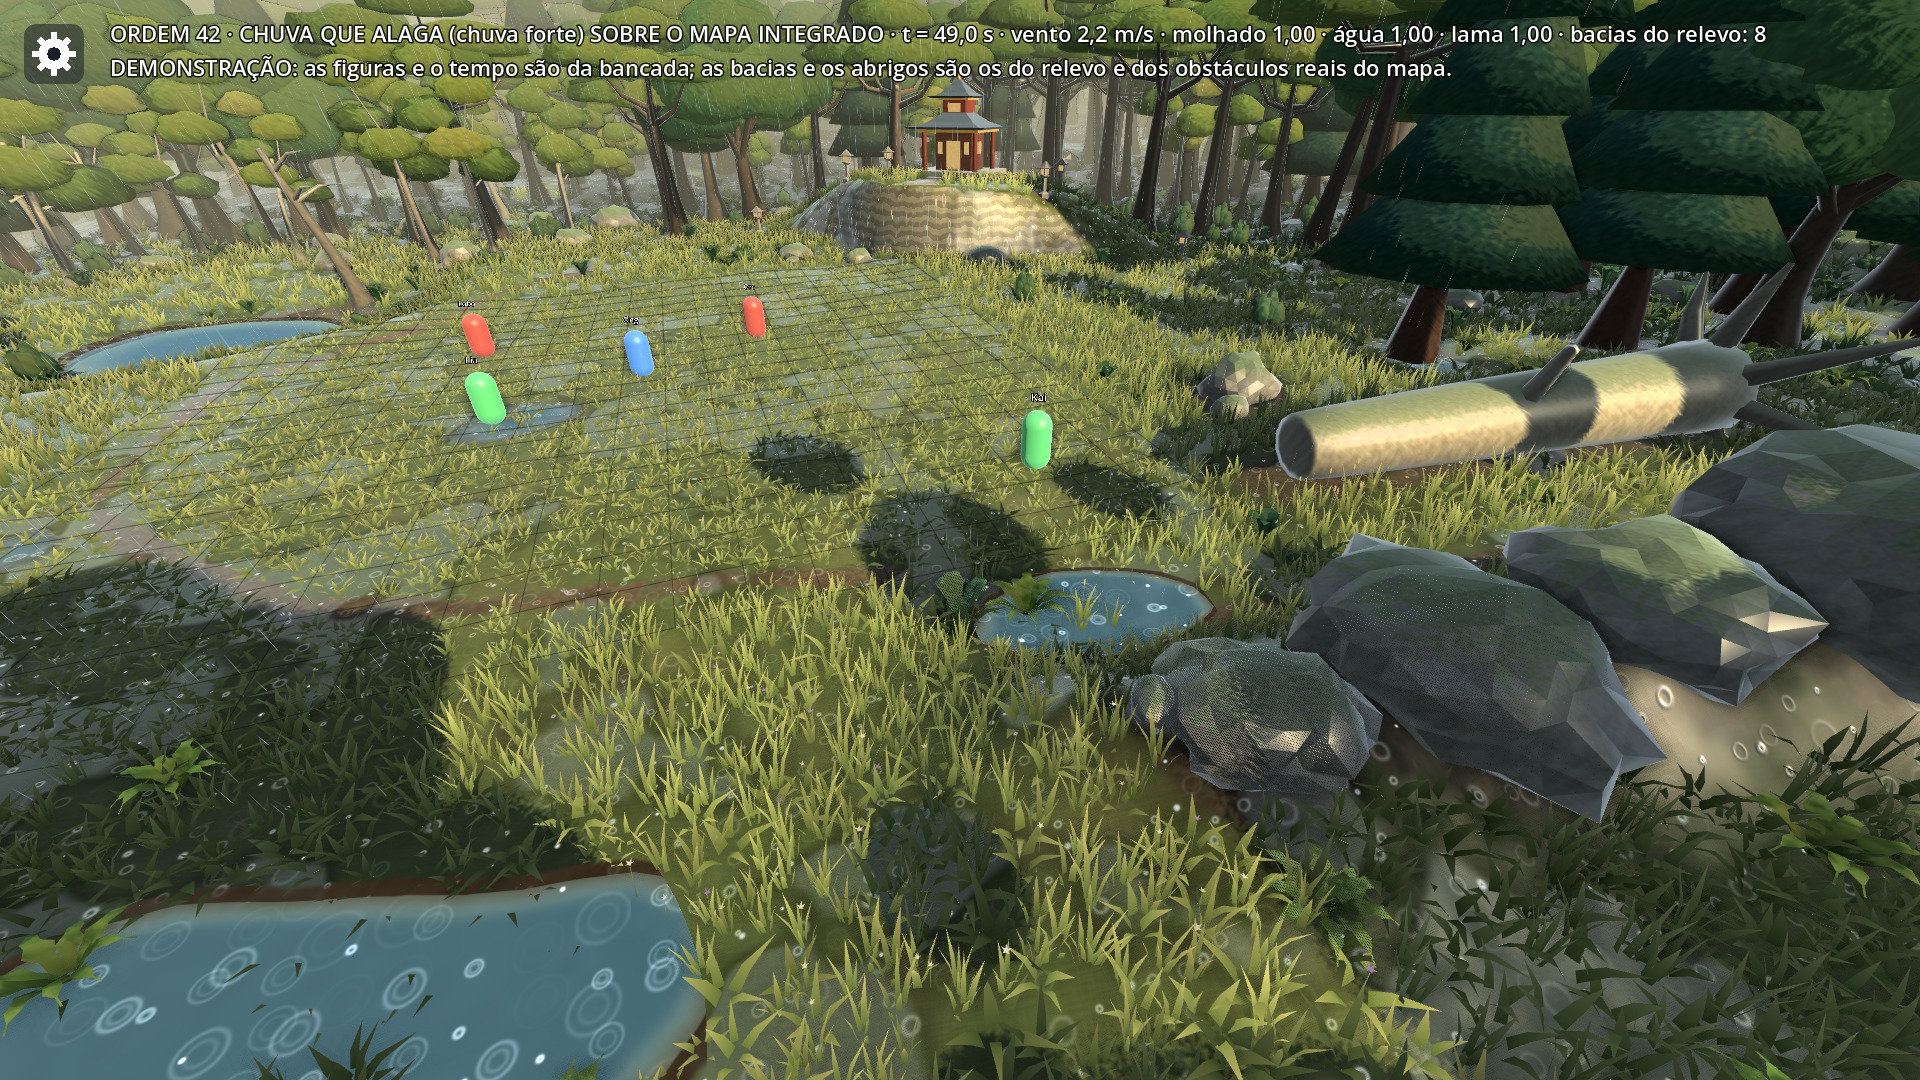 ORDEM 42 · CHUVA QUE ALAGA (chuva forte) SOBRE O MAPA INTEGRADO · t = 49,0 s · vento 2,2 m/s · molhado 1,00 · água 1,00 · lama 1,00 · bacias do relevo: 8
DEMONSTRAÇÃO: as figuras e o tempo são da bancada; as bacias e os abrigos são os do relevo e dos obstáculos reais do mapa.
Kai